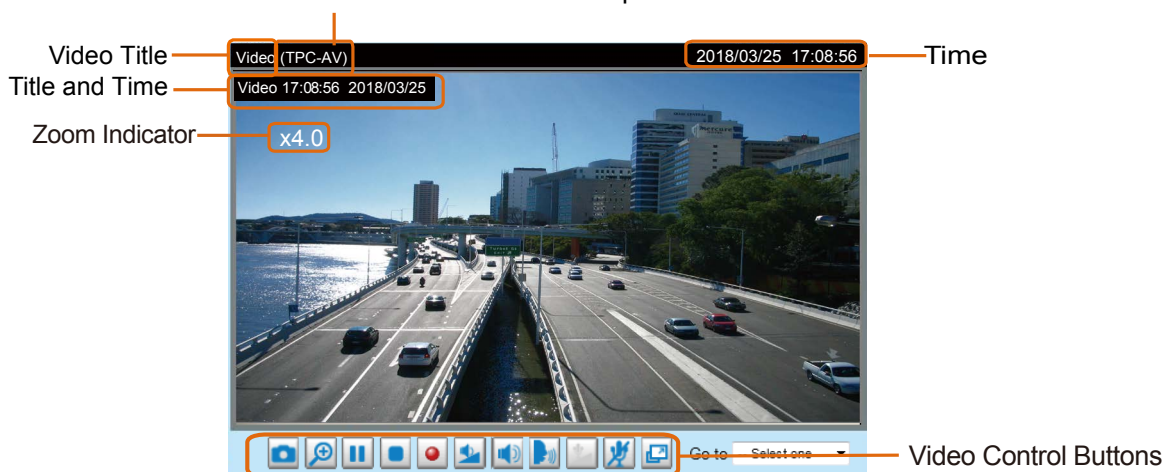 Video Title
Video (TPC-AV)
2018/03/25 17:08:56
Time
Title and Time
Video 17:08:56 2018/03/25
Zoom Indicator
x4.0
Go to
Select one
Video Control Buttons